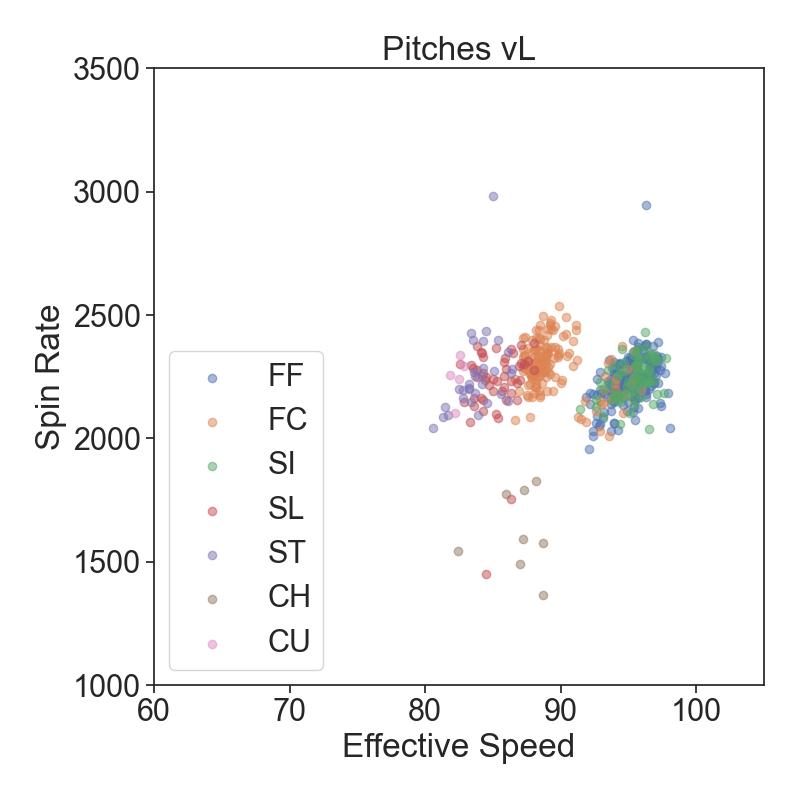 Pitches vL
3500
3000
2500
2000
1500
1000
Spin Rate
FF
FC
SI
SL
ST
CH
CU
60 70 80 90 100
Effective Speed